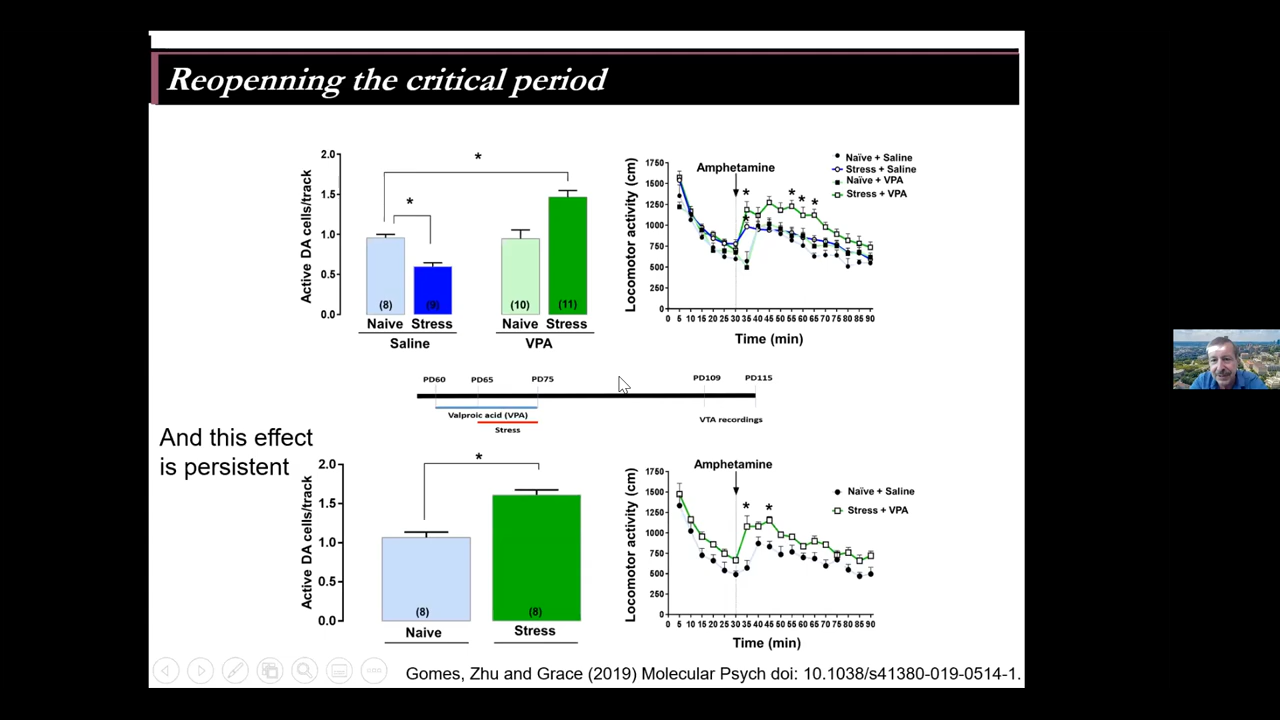 Reopenning the critical period
2.0
1.5
1.0
0.5
0.0
Active DA cells/track
*
*
(8)
(9)
(10)
(11)
Naive Stress
Naive Stress
Saline
VPA
1750
1500
1250
1000
750
500
250
0
Locomotor activity (cm)
Amphetamine
*
*
*
*
*
Naïve + Saline
Stress + Saline
Naïve + VPA
Stress + VPA
0 5 10 15 20 25 30 35 40 45 50 55 60 65 70 75 80 85 90
Time (min)
PD60
PD65
PD75
PD109
PD115
Valproic acid (VPA)
Stress
VTA recordings
And this effect
is persistent
2.0
1.5
1.0
0.5
0.0
Active DA cells/track
*
(8)
(8)
Naive
Stress
1750
1500
1250
1000
750
500
250
0
Locomotor activity (cm)
Amphetamine
*
*
Naïve + Saline
Stress + VPA
0 5 10 15 20 25 30 35 40 45 50 55 60 65 70 75 80 85 90
Time (min)
Gomes, Zhu and Grace (2019) Molecular Psych doi: 10.1038/s41380-019-0514-1.